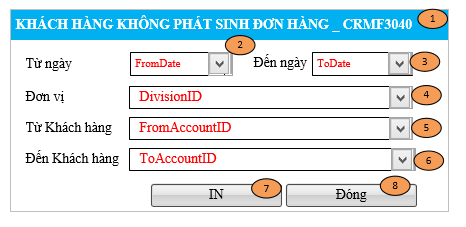 KHÁCH HÀNG KHÔNG PHÁT SINH ĐƠN HÀNG _ CRMF3040 1
2
Từ ngày FromDate Đến ngày ToDate 3
Đơn vị DivisionID 4
Từ Khách hàng FromAccountID 5
Đến Khách hàng ToAccountID 6
IN 7 Đóng 8